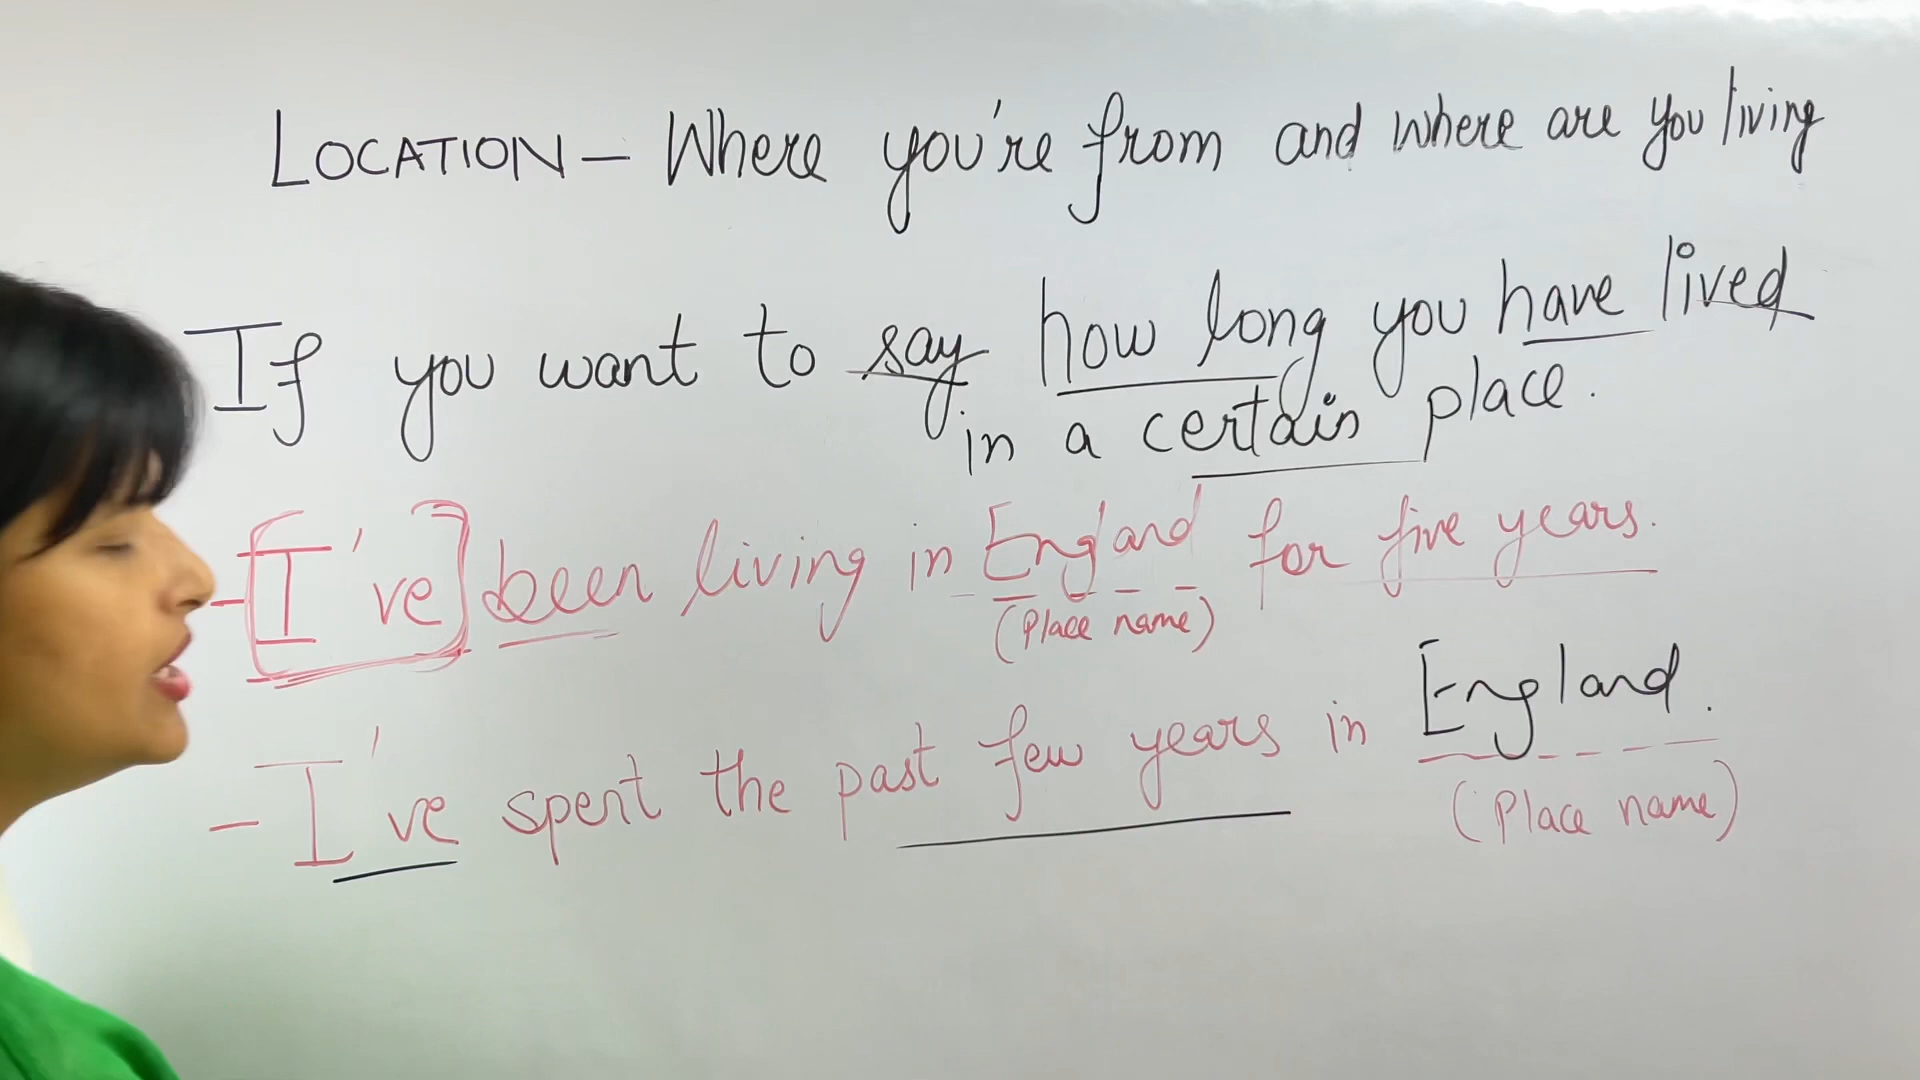 LOCATION – Where you're from and where are you living
If you want to say how long you have lived
in a certain place.
- [I've] been living in England for five years.
(Place name)
- I've spent the past few years in England.
(Place name)